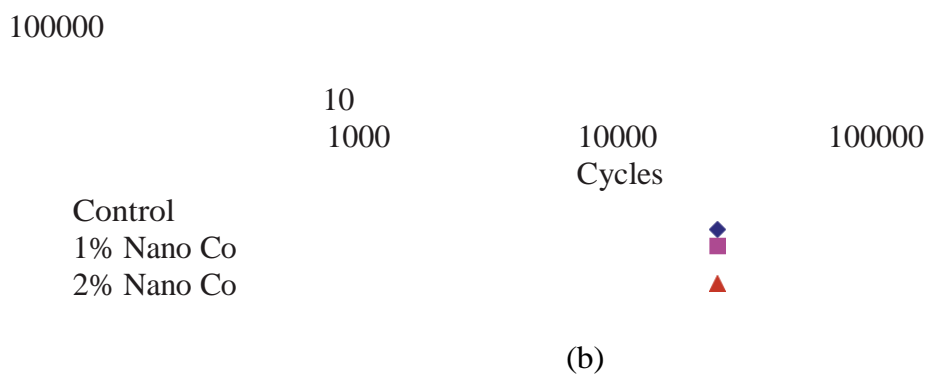 100000
10
1000 10000 100000
Cycles
Control
1% Nano Co
2% Nano Co
(b)